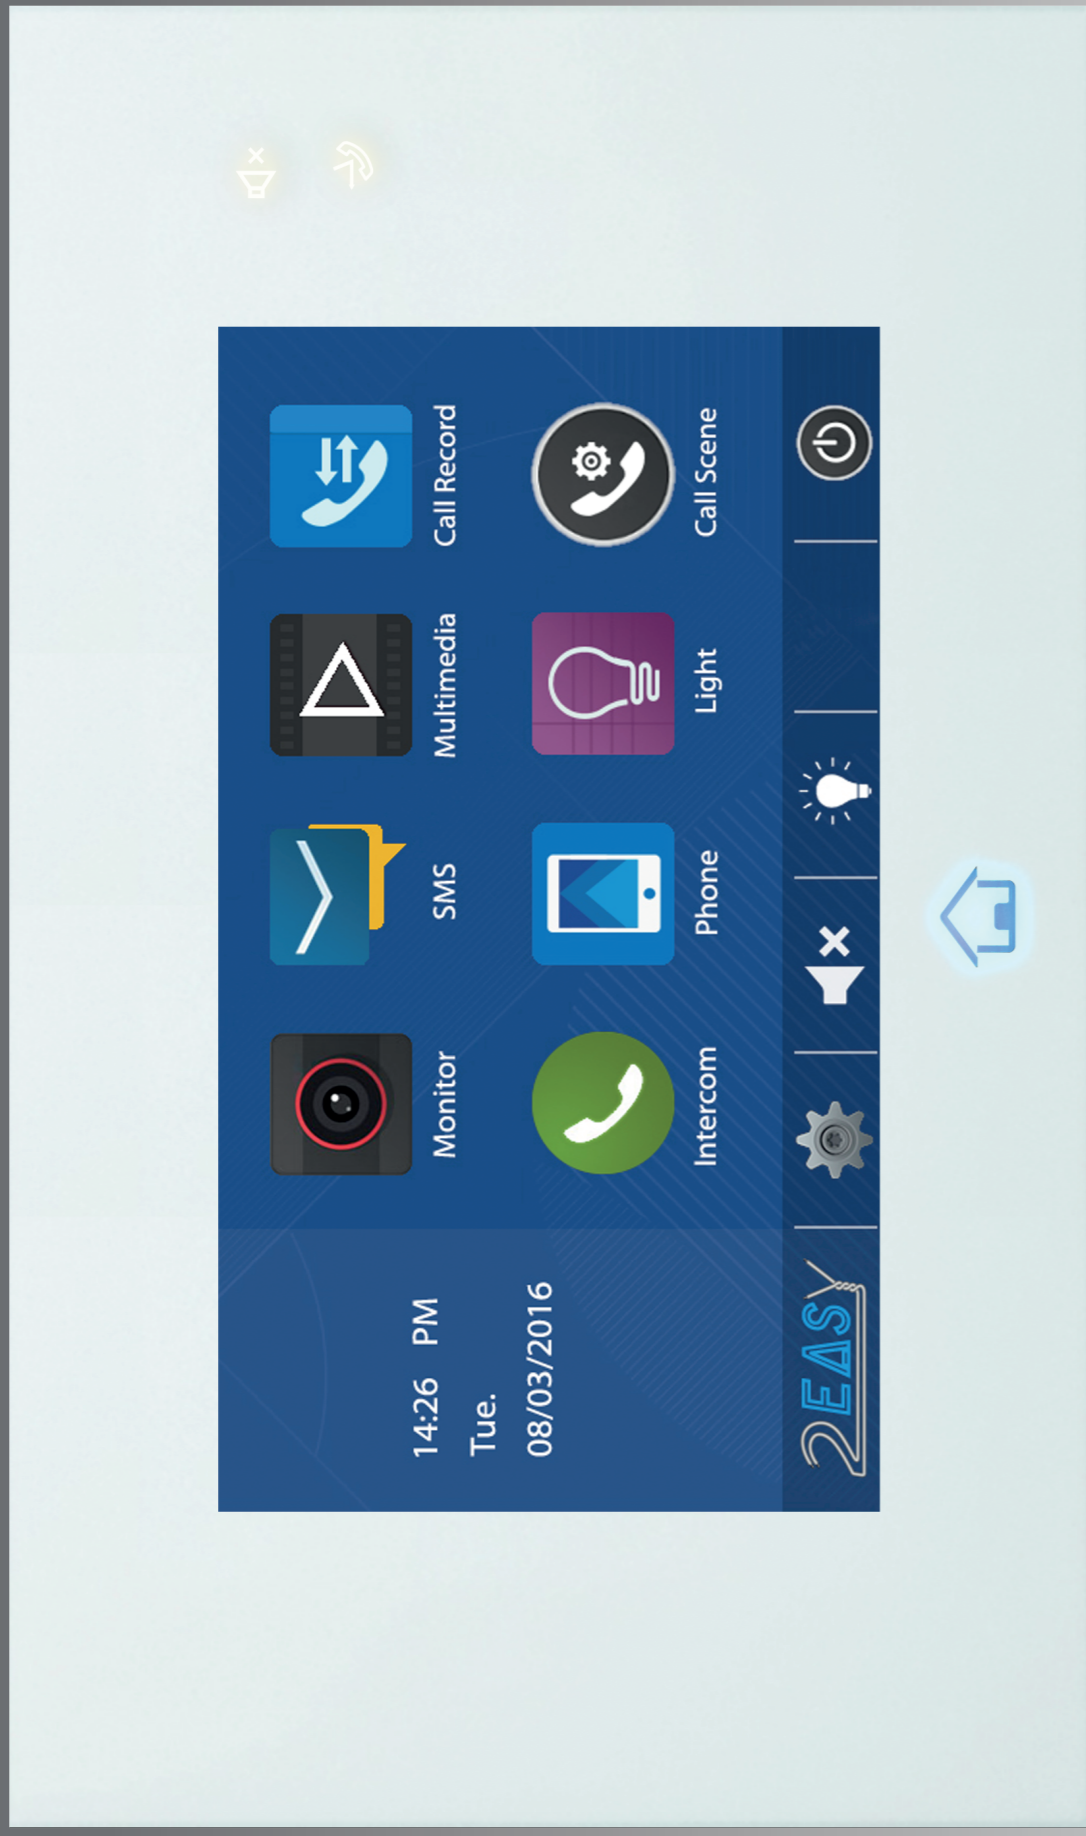 14:26 PM
Tue.
08/03/2016
Monitor
SMS
Multimedia
Call Record
Intercom
Phone
Light
Call Scene
2EASY